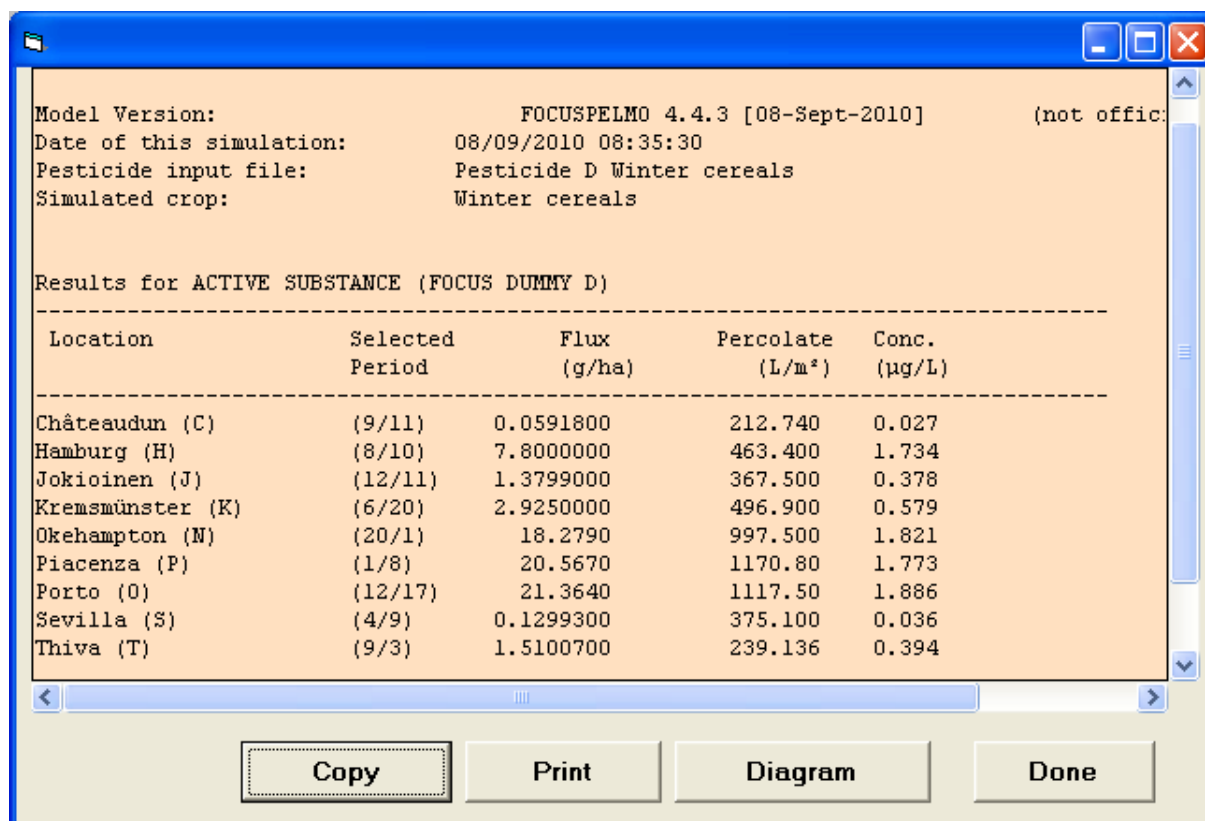 Model Version: FOCUSPELMO 4.4.3 [08-Sept-2010] (not offic
Date of this simulation: 08/09/2010 08:35:30
Pesticide input file: Pesticide D Winter cereals
Simulated crop: Winter cereals
Results for ACTIVE SUBSTANCE (FOCUS DUMMY D)
--------------------------------------------------------------------------------
Location Selected Flux Percolate Conc.
Period (g/ha) (L/m²) (µg/L)
--------------------------------------------------------------------------------
Châteaudun (C) (9/11) 0.0591800 212.740 0.027
Hamburg (H) (8/10) 7.8000000 463.400 1.734
Jokioinen (J) (12/11) 1.3799000 367.500 0.378
Kremsmünster (K) (6/20) 2.9250000 496.900 0.579
Okehampton (N) (20/1) 18.2790 997.500 1.821
Piacenza (P) (1/8) 20.5670 1170.80 1.773
Porto (O) (12/17) 21.3640 1117.50 1.886
Sevilla (S) (4/9) 0.1299300 375.100 0.036
Thiva (T) (9/3) 1.5100700 239.136 0.394
Copy Print Diagram Done